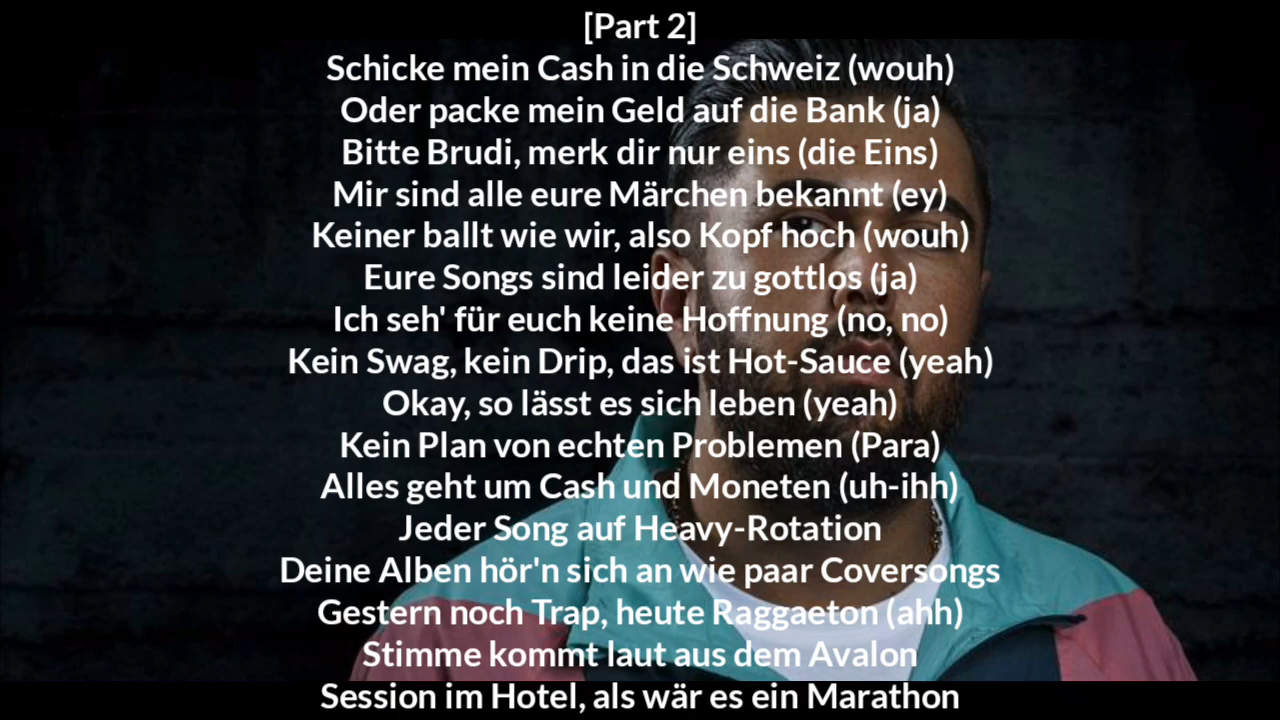 [Part 2]
Schicke mein Cash in die Schweiz (wouh)
Oder packe mein Geld auf die Bank (ja)
Bitte Brudi, merk dir nur eins (die Eins)
Mir sind alle eure Märchen bekannt (ey)
Keiner ballt wie wir, also Kopf hoch (wouh)
Eure Songs sind leider zu gottlos (ja)
Ich seh' für euch keine Hoffnung (no, no)
Kein Swag, kein Drip, das ist Hot-Sauce (yeah)
Okay, so lässt es sich leben (yeah)
Kein Plan von echten Problemen (Para)
Alles geht um Cash und Moneten (uh-ihh)
Jeder Song auf Heavy-Rotation
Deine Alben hör'n sich an wie paar Coversongs
Gestern noch Trap, heute Raggaeton (ahh)
Stimme kommt laut aus dem Avalon
Session im Hotel, als wär es ein Marathon